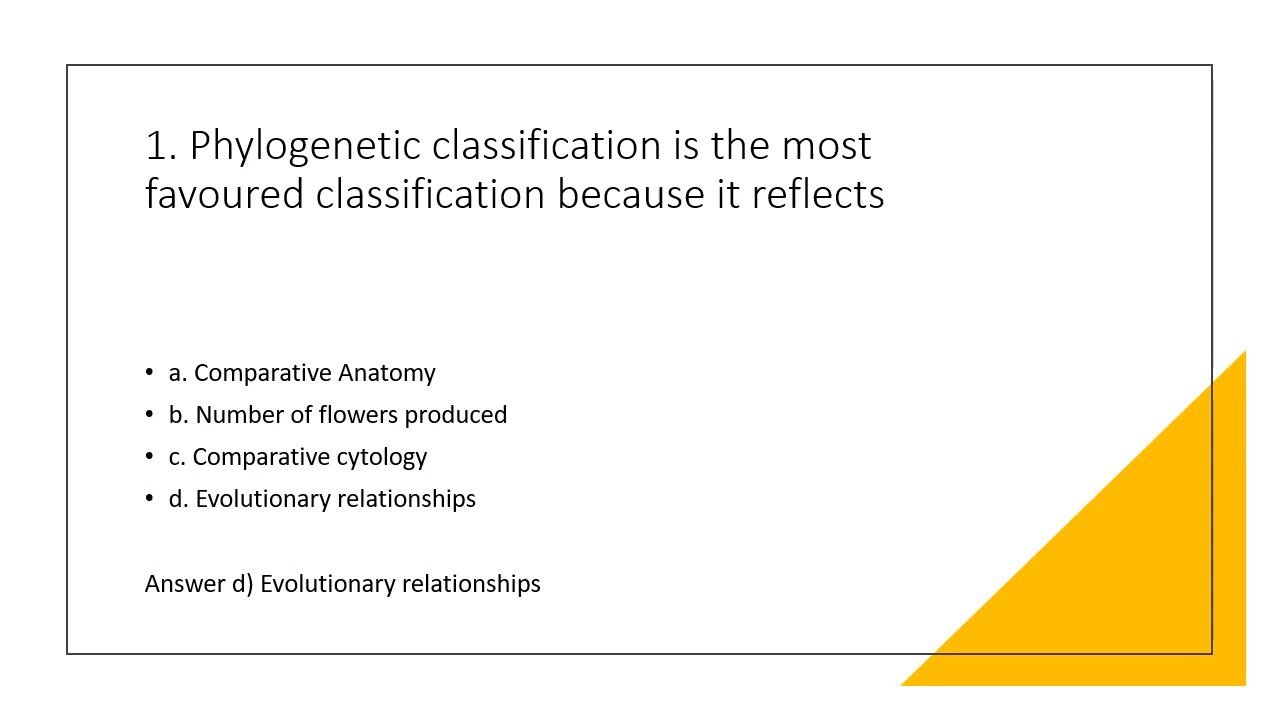 1. Phylogenetic classification is the most
favoured classification because it reflects
• a. Comparative Anatomy
• b. Number of flowers produced
• c. Comparative cytology
• d. Evolutionary relationships
Answer d) Evolutionary relationships